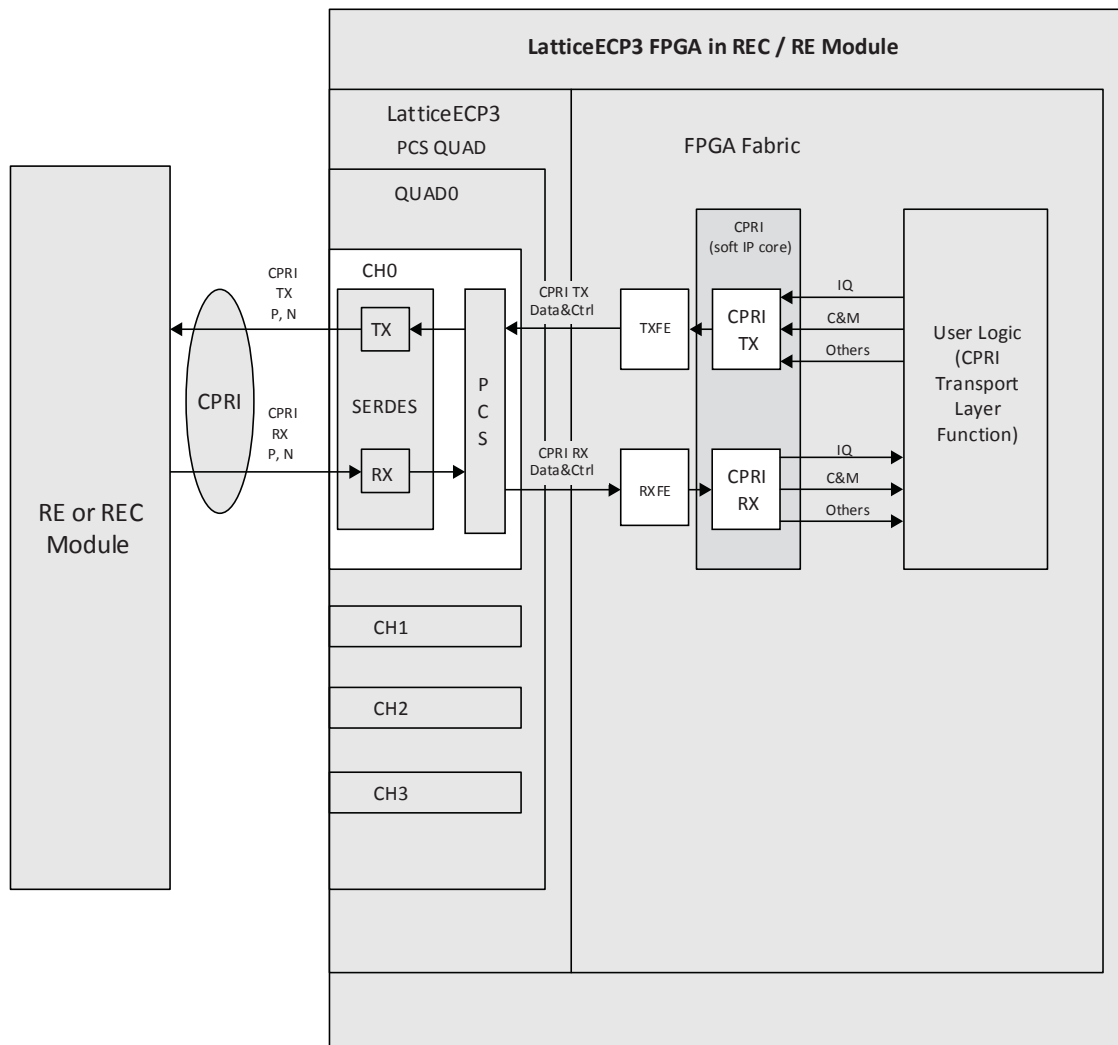 LatticeECP3 FPGA in REC / RE Module
LatticeECP3
PCS QUAD
FPGA Fabric
QUAD0
CPRI
(soft IP core)
CH0
CPRI
TX
P, N
CPRI TX
Data&Ctrl
IQ
C&M
Others
TX
TXFE
CPRI
TX
User Logic
(CPRI
Transport
Layer
Function)
CPRI
SERDES
P
C
S
CPRI
RX
P, N
CPRI RX
Data&Ctrl
IQ
C&M
Others
RX
RXFE
CPRI
RX
RE or REC
Module
CH1
CH2
CH3